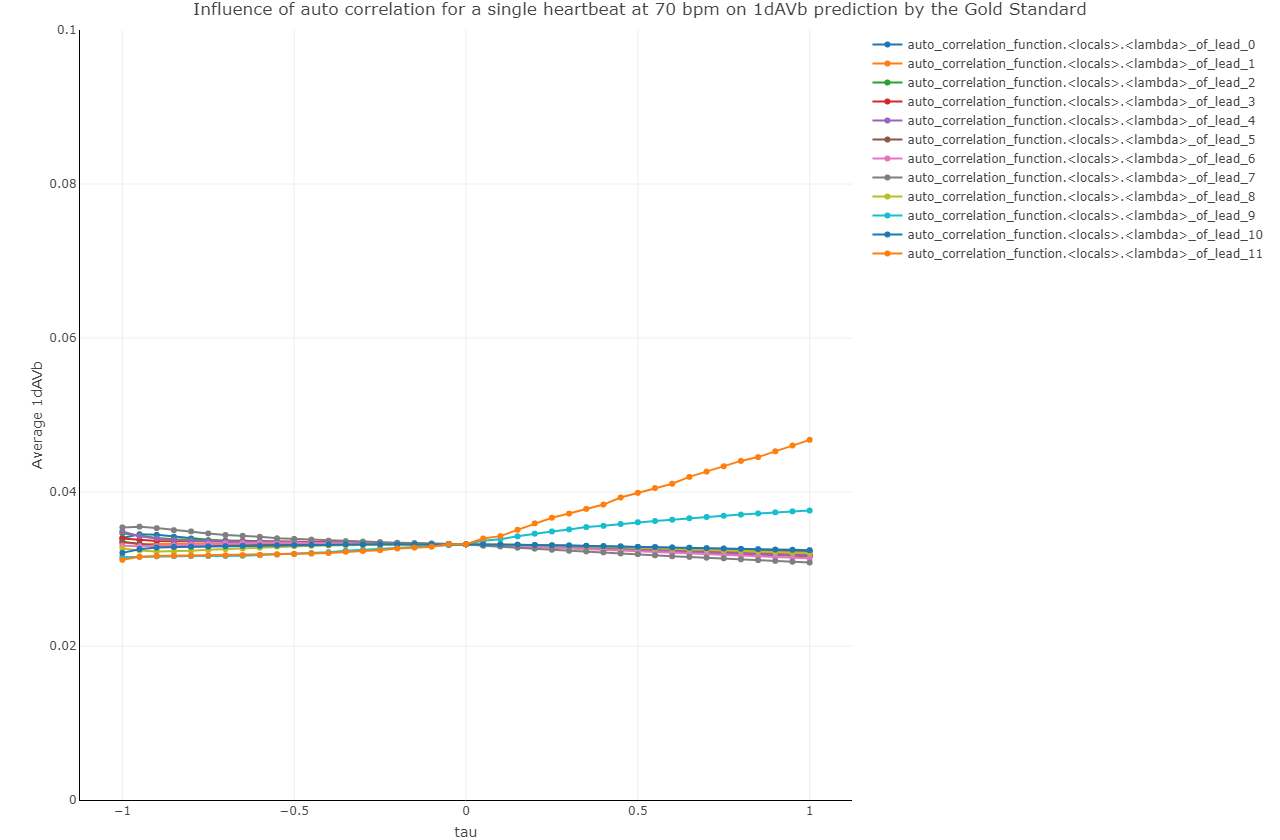 Influence of auto correlation for a single heartbeat at 70 bpm on 1dAVb prediction by the Gold Standard
0.1
0.08
0.06
0.04
0.02
0
Average 1dAVb
−1
−0.5
0
0.5
1
tau
auto_correlation_function.<locals>.<lambda>_of_lead_0
auto_correlation_function.<locals>.<lambda>_of_lead_1
auto_correlation_function.<locals>.<lambda>_of_lead_2
auto_correlation_function.<locals>.<lambda>_of_lead_3
auto_correlation_function.<locals>.<lambda>_of_lead_4
auto_correlation_function.<locals>.<lambda>_of_lead_5
auto_correlation_function.<locals>.<lambda>_of_lead_6
auto_correlation_function.<locals>.<lambda>_of_lead_7
auto_correlation_function.<locals>.<lambda>_of_lead_8
auto_correlation_function.<locals>.<lambda>_of_lead_9
auto_correlation_function.<locals>.<lambda>_of_lead_10
auto_correlation_function.<locals>.<lambda>_of_lead_11